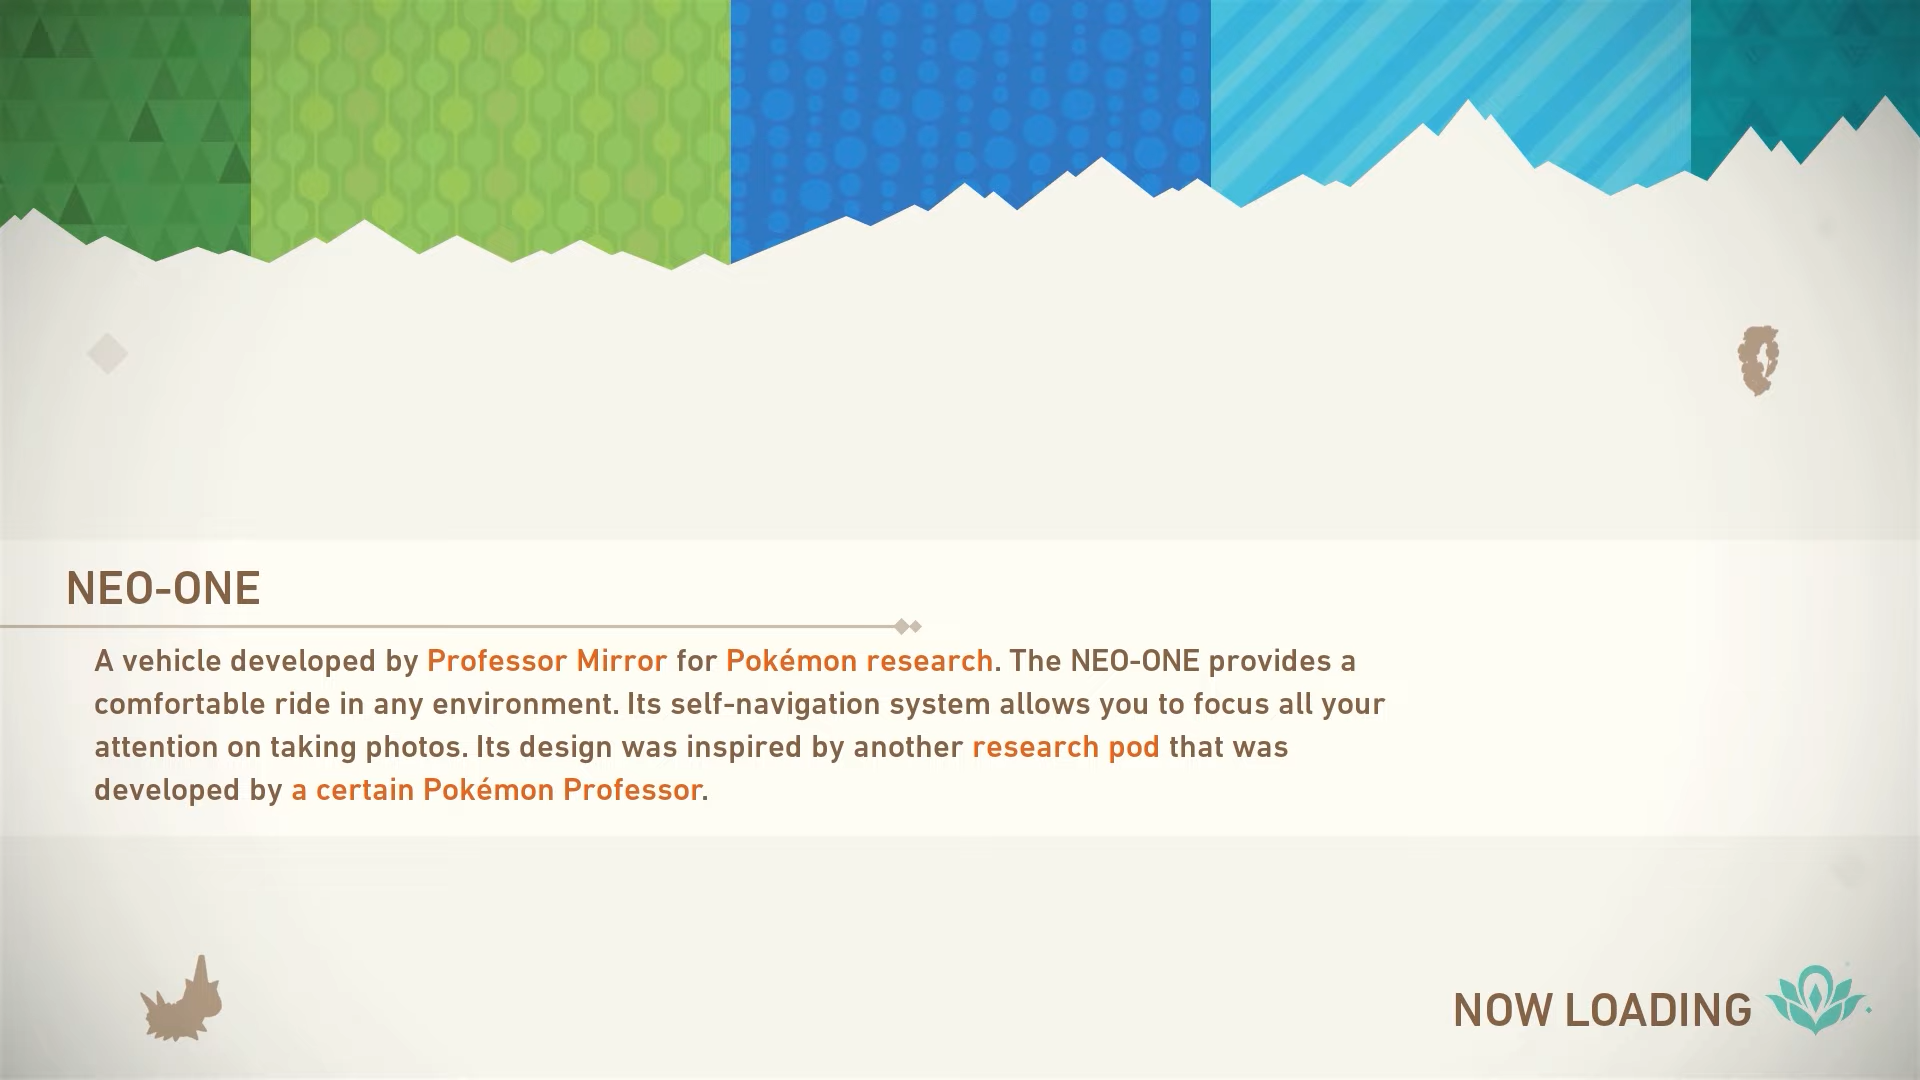 NEO-ONE
A vehicle developed by Professor Mirror for Pokémon research. The NEO-ONE provides a
comfortable ride in any environment. Its self-navigation system allows you to focus all your
attention on taking photos. Its design was inspired by another research pod that was
developed by a certain Pokémon Professor.
NOW LOADING